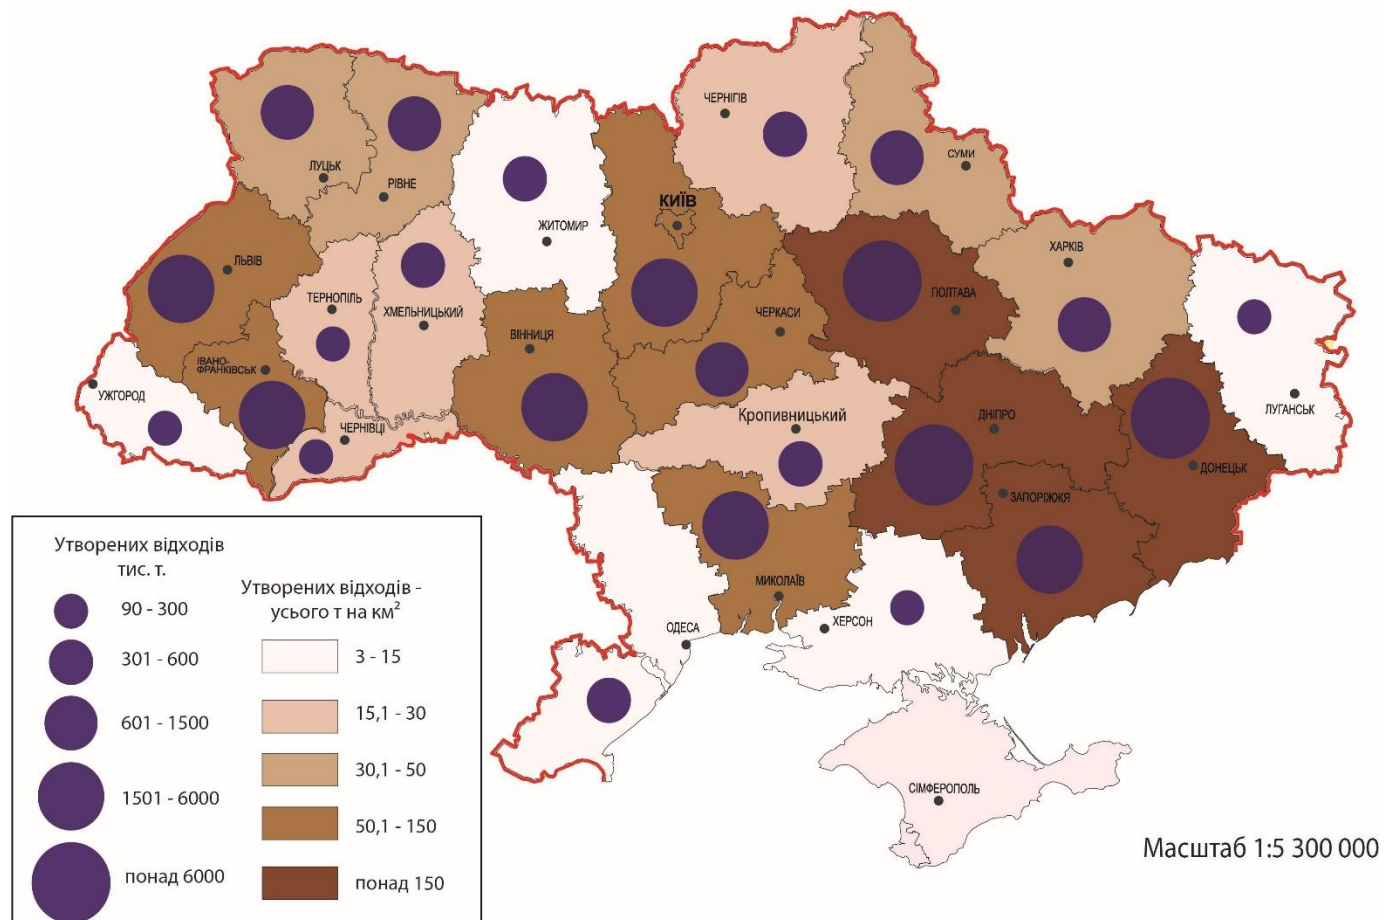 ЧЕРНІГІВ
СУМИ
ЛУЦЬК
РІВНЕ
КИЇВ
ЖИТОМИР
ХАРКІВ
ЛЬВІВ
ТЕРНОПІЛЬ
ХМЕЛЬНИЦЬКИЙ
ПОЛТАВА
ВІННИЦЯ
ЧЕРКАСИ
ІВАНО-
ФРАНКІВСЬК
УЖГОРОД
ЛУГАНСЬК
Кропивницький
ДНІПРО
ЧЕРНІВЦІ
ДОНЕЦЬК
ЗАПОРІЖЖЯ
МИКОЛАЇВ
ОДЕСА
ХЕРСОН
СІМФЕРОПОЛЬ
Утворених відходів
тис. т.
90 - 300
301 - 600
601 - 1500
1501 - 6000
понад 6000
Утворених відходів -
усього т на км²
3 - 15
15,1 - 30
30,1 - 50
50,1 - 150
понад 150
Масштаб 1:5 300 000